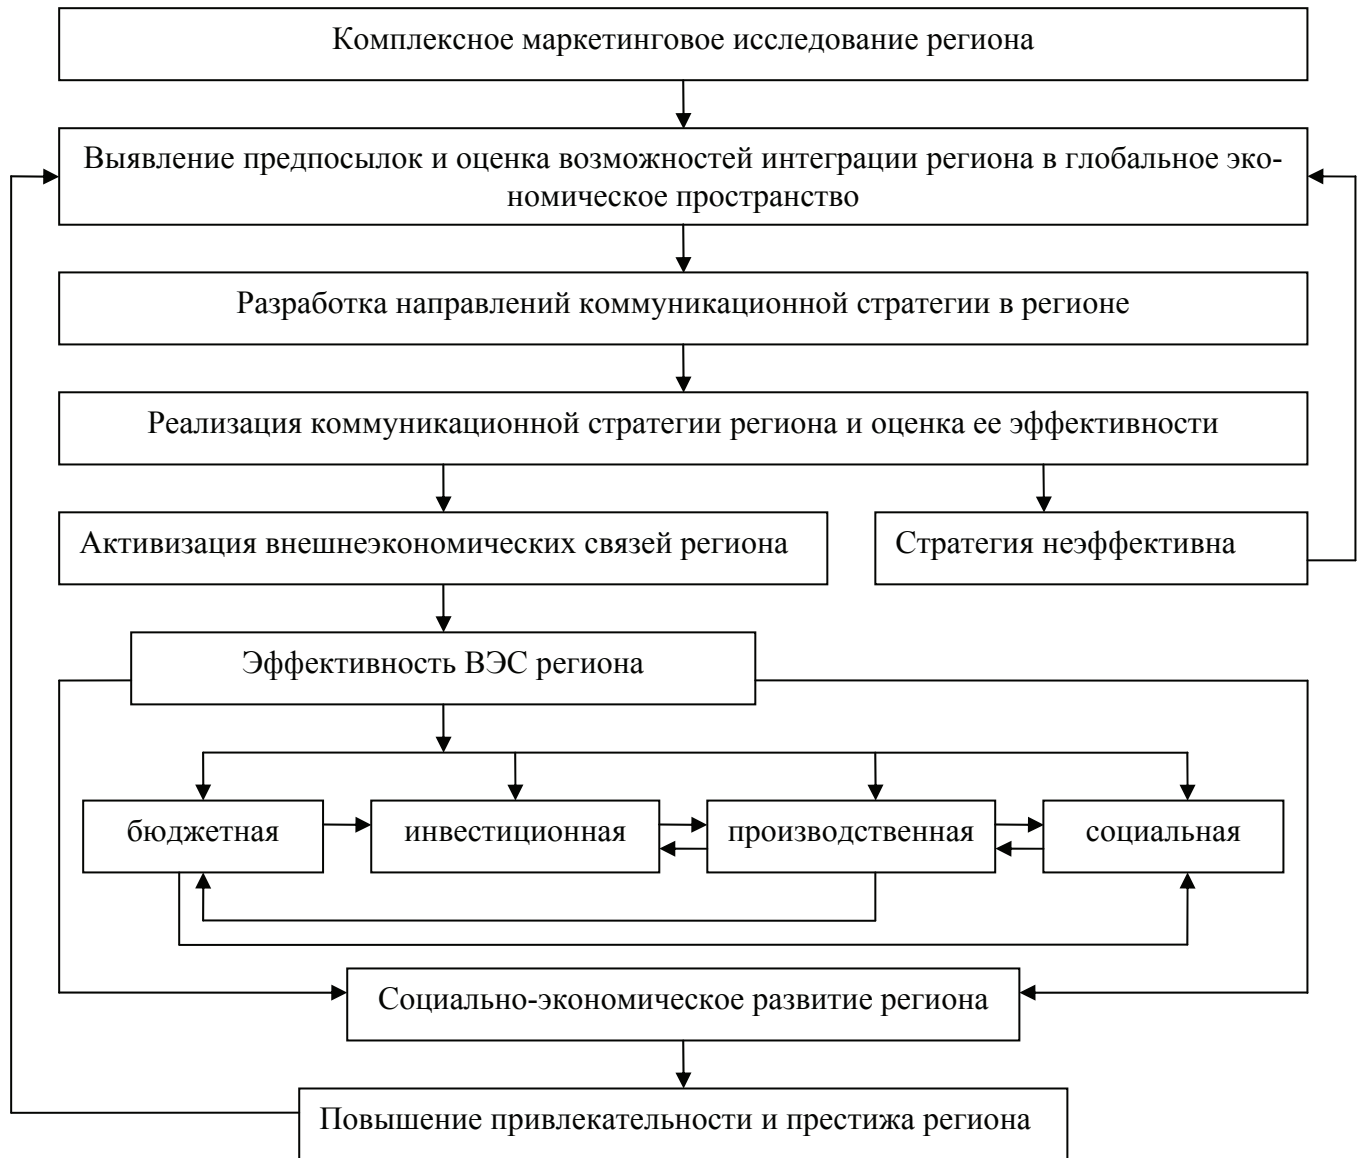 Комплексное маркетинговое исследование региона
Выявление предпосылок и оценка возможностей интеграции региона в глобальное эко-
номическое пространство
Разработка направлений коммуникационной стратегии в регионе
Реализация коммуникационной стратегии региона и оценка ее эффективности
Активизация внешнеэкономических связей региона
Стратегия неэффективна
Эффективность ВЭС региона
бюджетная
инвестиционная
производственная
социальная
Социально-экономическое развитие региона
Повышение привлекательности и престижа региона